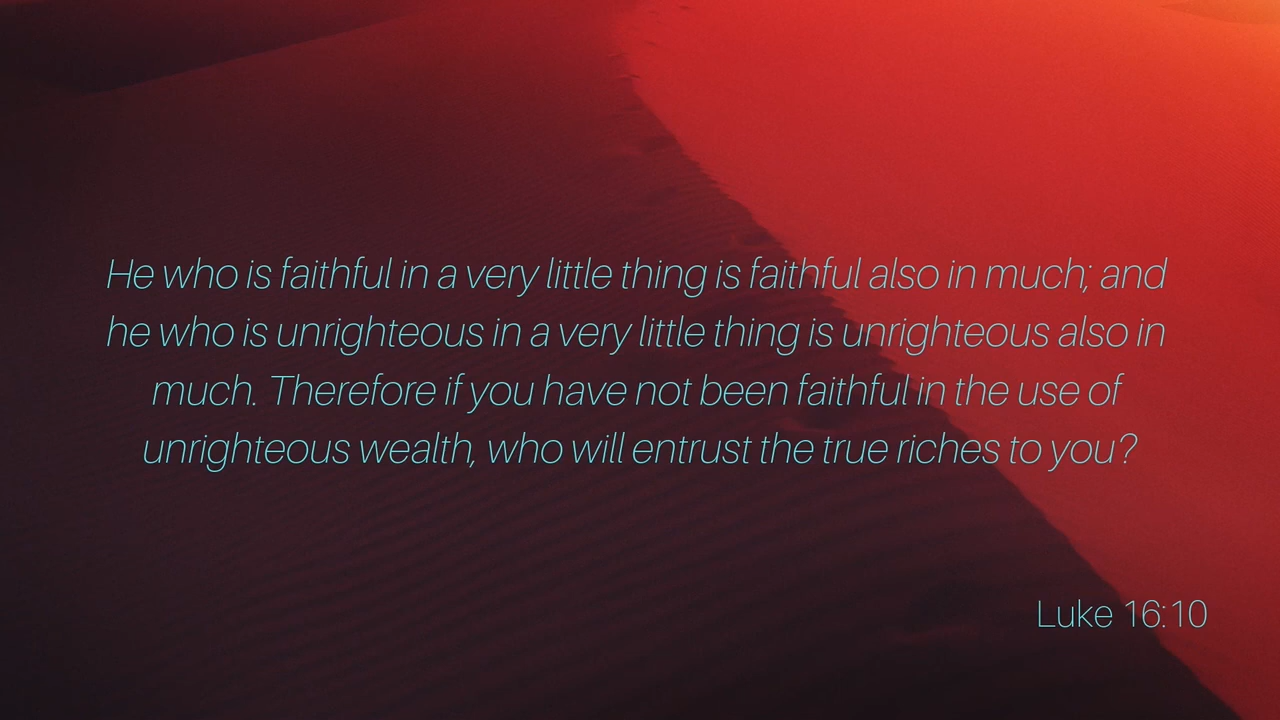 He who is faithful in a very little thing is faithful also in much; and
he who is unrighteous in a very little thing is unrighteous also in
much. Therefore if you have not been faithful in the use of
unrighteous wealth, who will entrust the true riches to you?
Luke 16:10